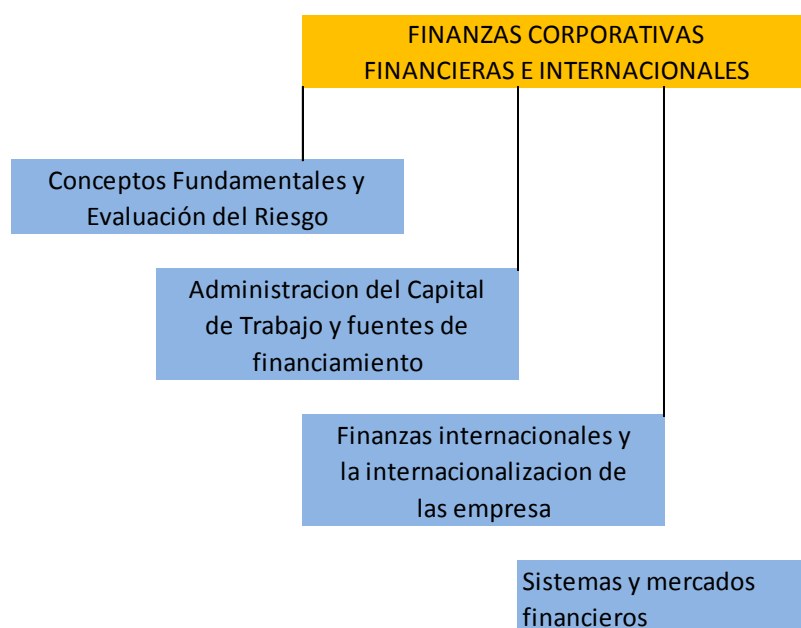 FINANZAS CORPORATIVAS
FINANCIERAS E INTERNACIONALES
Conceptos Fundamentales y
Evaluación del Riesgo
Administracion del Capital
de Trabajo y fuentes de
financiamiento
Finanzas internacionales y
la internacionalizacion de
las empresa
Sistemas y mercados
financieros